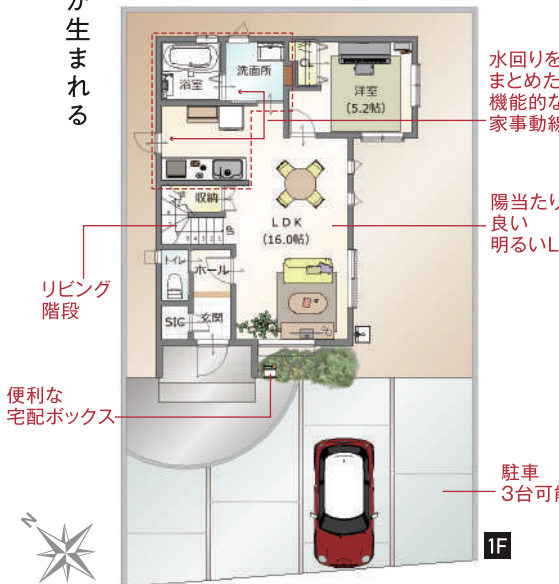 が生まれる
水回りを
まとめた
機能的な
家事動線
浴室
洗面所
CL
洋室
(5.2帖)
収納
LDK
(16.0帖)
陽当たり
良い
明るいL
リビング
階段
トイレ
ホール
SIC
玄関
便利な
宅配ボックス
駐車
3台可能
N
1F